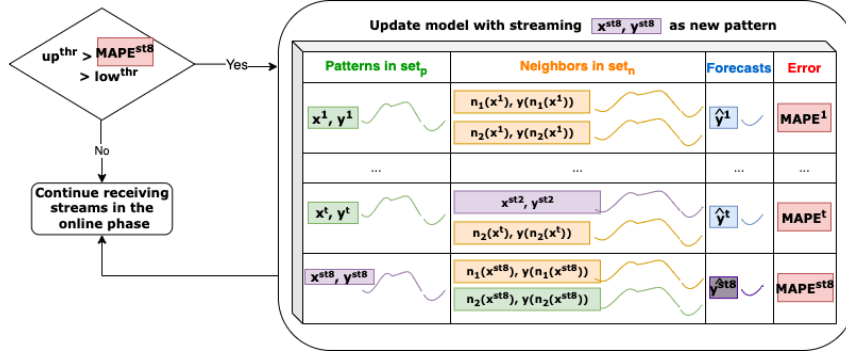 Update model with streaming x^st8, y^st8 as new pattern
up^thr > MAPE^st8
> low^thr
Yes
No
Continue receiving
streams in the
online phase
Patterns in set_p
Neighbors in set_n
Forecasts
Error
x^1, y^1
n_1(x^1), y(n_1(x^1))
n_2(x^1), y(n_2(x^1))
ŷ^1
MAPE^1
...
...
...
...
x^t, y^t
x^st2, y^st2
n_2(x^t), y(n_2(x^t))
ŷ^t
MAPE^t
x^st8, y^st8
n_1(x^st8), y(n_1(x^st8))
n_2(x^st8), y(n_2(x^st8))
ŷ^st8
MAPE^st8